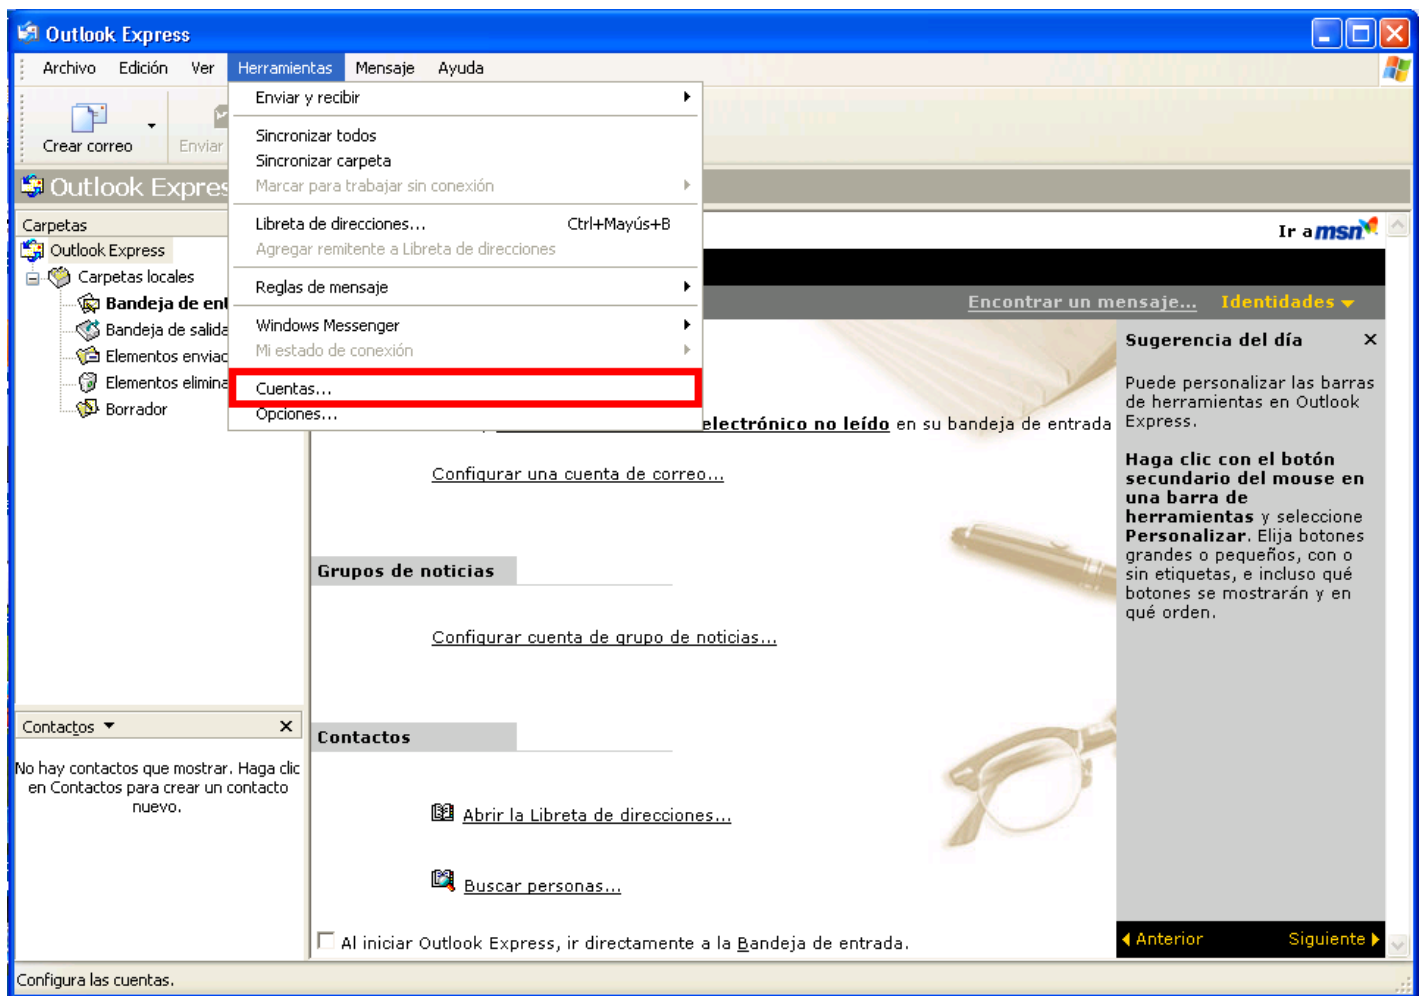 Outlook Express
Archivo Edición Ver Herramientas Mensaje Ayuda
Crear correo
Enviar
Enviar y recibir
Sincronizar todos
Sincronizar carpeta
Marcar para trabajar sin conexión
Libreta de direcciones... Ctrl+Mayús+B
Agregar remitente a Libreta de direcciones
Reglas de mensaje
Windows Messenger
Mi estado de conexión
Cuentas...
Opciones...
Outlook Expres
Carpetas
Outlook Express
Carpetas locales
Bandeja de ent
Bandeja de salida
Elementos enviac
Elementos elimina
Borrador
Contactos
No hay contactos que mostrar. Haga clic
en Contactos para crear un contacto
nuevo.
Ir a msn
Encontrar un mensaje... Identidades
electrónico no leído en su bandeja de entrada
Configurar una cuenta de correo...
Grupos de noticias
Configurar cuenta de grupo de noticias...
Contactos
Abrir la Libreta de direcciones...
Buscar personas...
Al iniciar Outlook Express, ir directamente a la Bandeja de entrada.
Sugerencia del día
Puede personalizar las barras
de herramientas en Outlook
Express.
Haga clic con el botón
secundario del mouse en
una barra de
herramientas y seleccione
Personalizar. Elija botones
grandes o pequeños, con o
sin etiquetas, e incluso qué
botones se mostrarán y en
qué orden.
Anterior Siguiente
Configura las cuentas.